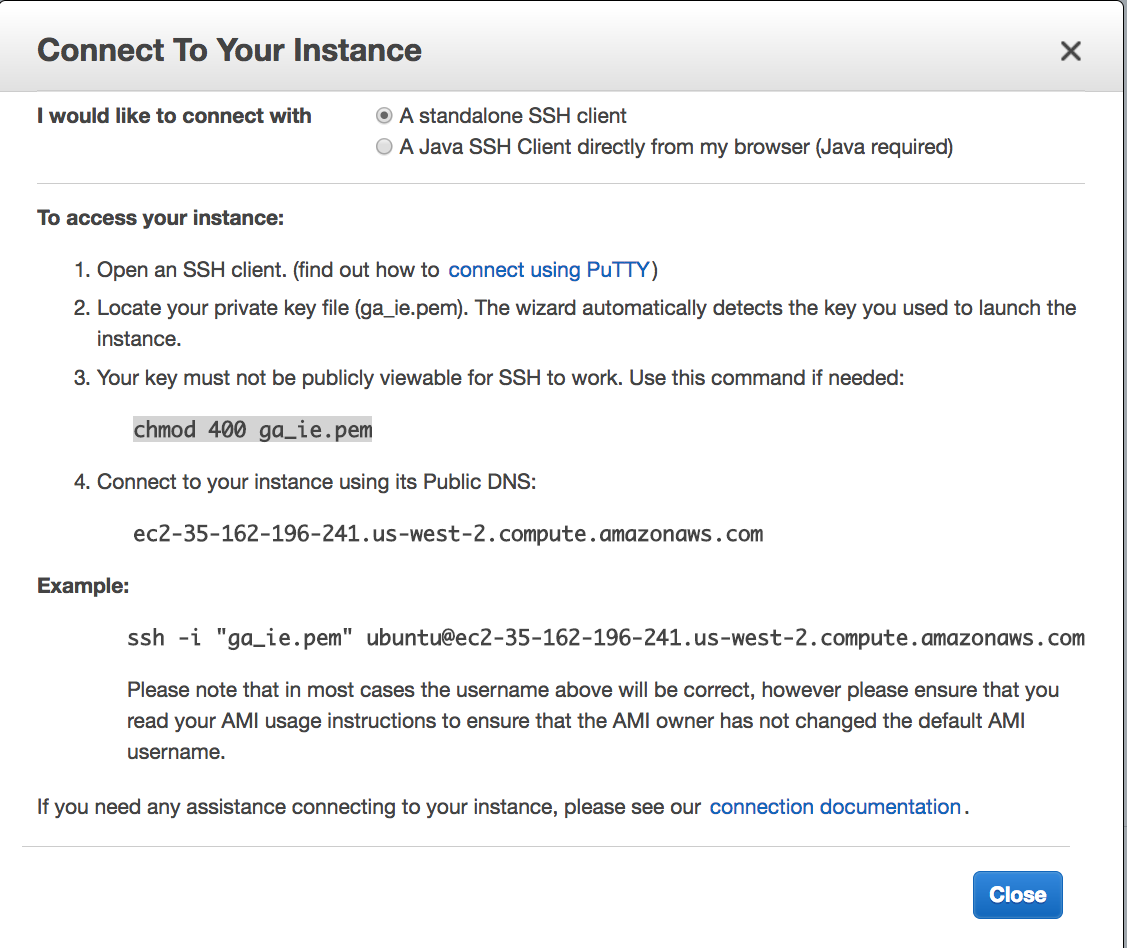 Connect To Your Instance
I would like to connect with
A standalone SSH client
A Java SSH Client directly from my browser (Java required)
To access your instance:
1. Open an SSH client. (find out how to connect using PuTTY)
2. Locate your private key file (ga_ie.pem). The wizard automatically detects the key you used to launch the
instance.
3. Your key must not be publicly viewable for SSH to work. Use this command if needed:
chmod 400 ga_ie.pem
4. Connect to your instance using its Public DNS:
ec2-35-162-196-241.us-west-2.compute.amazonaws.com
Example:
ssh -i "ga_ie.pem" ubuntu@ec2-35-162-196-241.us-west-2.compute.amazonaws.com
Please note that in most cases the username above will be correct, however please ensure that you
read your AMI usage instructions to ensure that the AMI owner has not changed the default AMI
username.
If you need any assistance connecting to your instance, please see our connection documentation.
Close